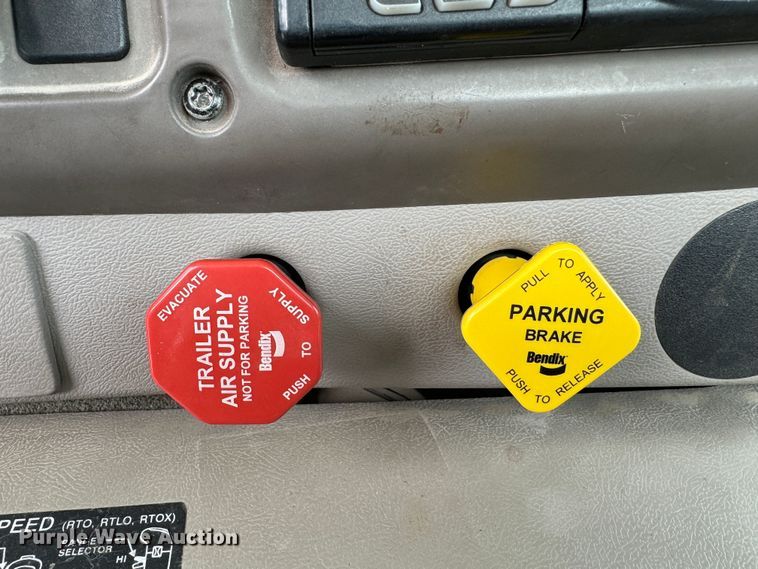 EVACUATE
TRAILER
AIR SUPPLY
NOT FOR PARKING
Bendix
PUSH TO SUPPLY
PULL TO APPLY
PARKING
BRAKE
Bendix
PUSH TO RELEASE
PEED (RTO, RTLO, RTOX)
SELECTOR
HI
Purple Wave Auction